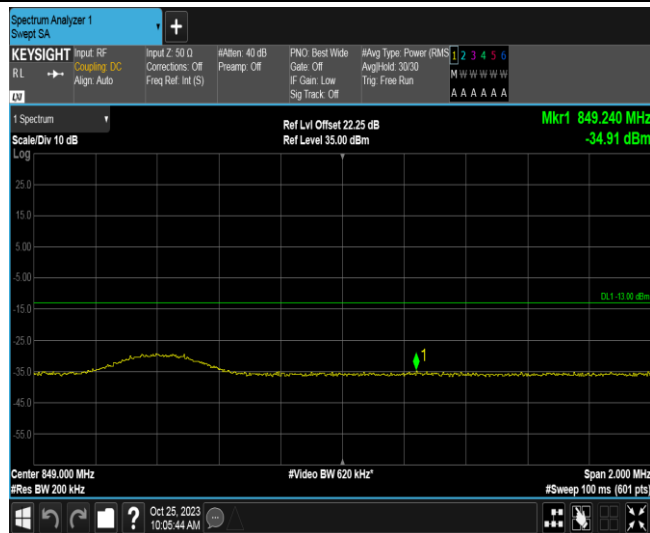 Spectrum Analyzer 1
Swept SA
KEYSIGHT
RL
Input: RF
Coupling: DC
Align: Auto
Input Z: 50 Ω
Corrections: Off
Freq Ref: Int (S)
#Atten: 40 dB
Preamp: Off
PNO: Best Wide
Gate: Off
IF Gain: Low
Sig Track: Off
#Avg Type: Power (RMS
Avg|Hold: 30/30
Trig: Free Run
1 2 3 4 5 6
M W W W W W
A A A A A A
1 Spectrum
Scale/Div 10 dB
Log
Ref Lvl Offset 22.25 dB
Ref Level 35.00 dBm
Mkr1 849.240 MHz
-34.91 dBm
25.0
15.0
5.00
-5.00
-15.0
-25.0
-35.0
-45.0
-55.0
DL1 -13.00 dBm
1
Center 849.000 MHz
#Res BW 200 kHz
#Video BW 620 kHz*
Span 2.000 MHz
#Sweep 100 ms (601 pts)
?
Oct 25, 2023
10:05:44 AM